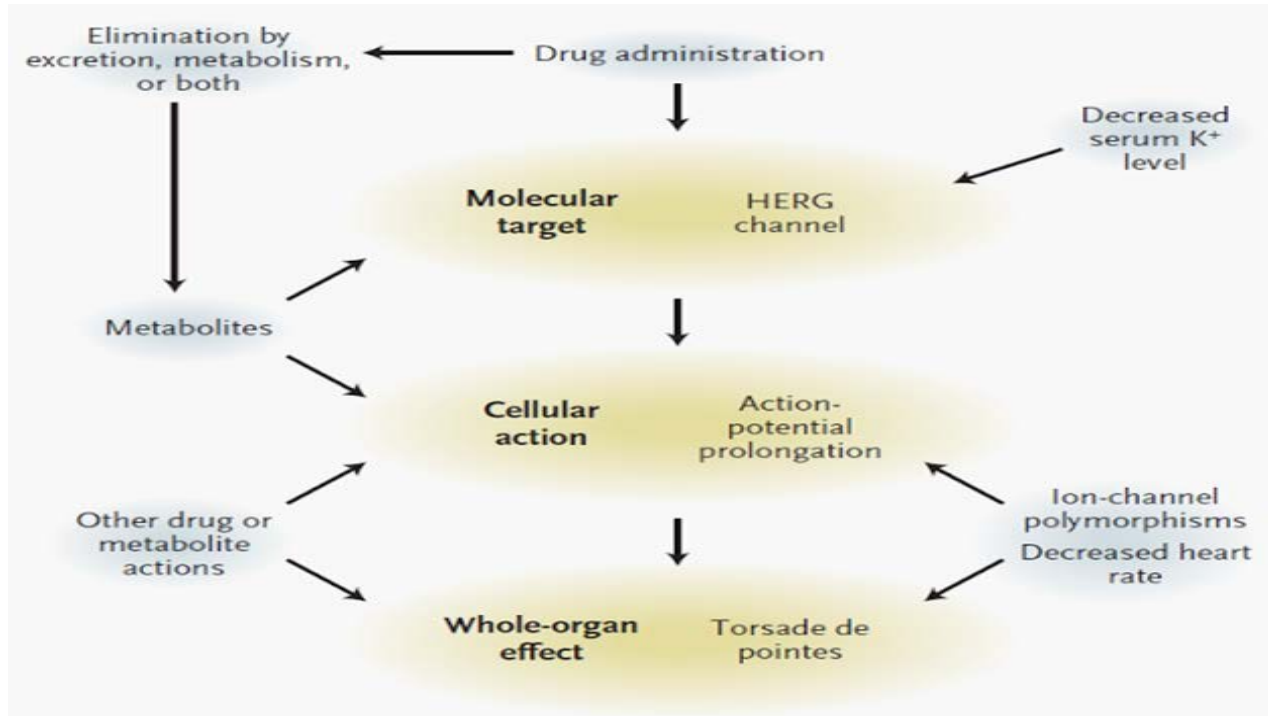 Elimination by
excretion, metabolism,
or both
Drug administration
Decreased
serum K⁺
level
Molecular
target
HERG
channel
Metabolites
Cellular
action
Action-
potential
prolongation
Other drug or
metabolite
actions
Ion-channel
polymorphisms
Decreased heart
rate
Whole-organ
effect
Torsade de
pointes